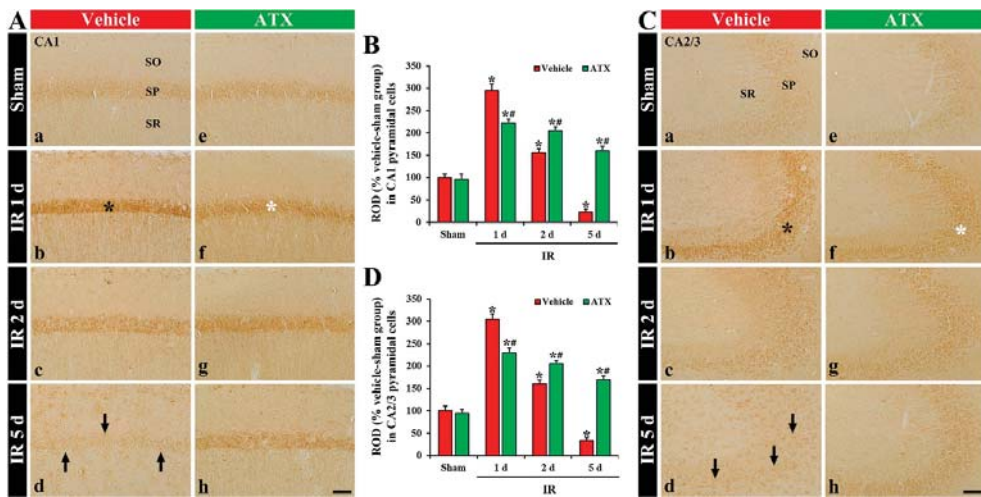 A
Vehicle
ATX
Sham
IR 1 d
IR 2 d
IR 5 d
CA1
SO
SP
SR
a
e
*
*
b
f
c
g
d
h
B
Vehicle
ATX
ROD (% vehicle-sham group)
in CA1 pyramidal cells
350
300
250
200
150
100
50
0
*
*#
*
*#
*
*#
Sham
1 d
2 d
5 d
IR
D
Vehicle
ATX
ROD (% vehicle-sham group)
in CA2/3 pyramidal cells
350
300
250
200
150
100
50
0
*
*#
*
*#
*
*#
Sham
1 d
2 d
5 d
IR
C
Vehicle
ATX
Sham
IR 1 d
IR 2 d
IR 5 d
CA2/3
SO
SP
SR
a
e
*
*
b
f
c
g
d
h